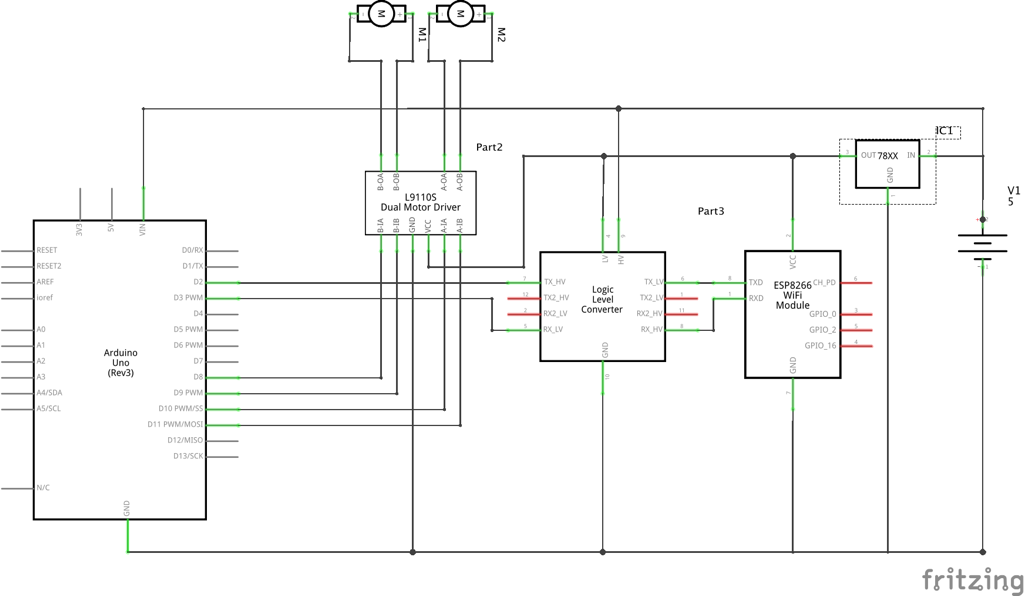 M
M
M1
M2
Part2
L9110S
Dual Motor Driver
B-OA
B-OB
A-OA
A-OB
B-IA
B-IB
GND
VCC
A-IA
A-IB
IC1
3
OUT
78XX
IN
2
GND
1
V1
5
Part3
3V3
5V
VIN
RESET
RESET2
AREF
ioref
A0
A1
A2
A3
A4/SDA
A5/SCL
N/C
Arduino
Uno
(Rev3)
D0/RX
D1/TX
D2
D3 PWM
D4
D5 PWM
D6 PWM
D7
D8
D9 PWM
D10 PWM/SS
D11 PWM/MOSI
D12/MISO
D13/SCK
GND
4
9
LV
HV
7
TX_HV
12
TX2_HV
2
RX2_LV
5
RX_LV
Logic
Level
Converter
TX_LV
6
TX2_LV
1
RX2_HV
11
RX_HV
8
GND
10
2
VCC
8
TXD
1
RXD
ESP8266
WiFi
Module
CH_PD
6
GPIO_0
3
GPIO_2
5
GPIO_16
4
GND
7
fritzing